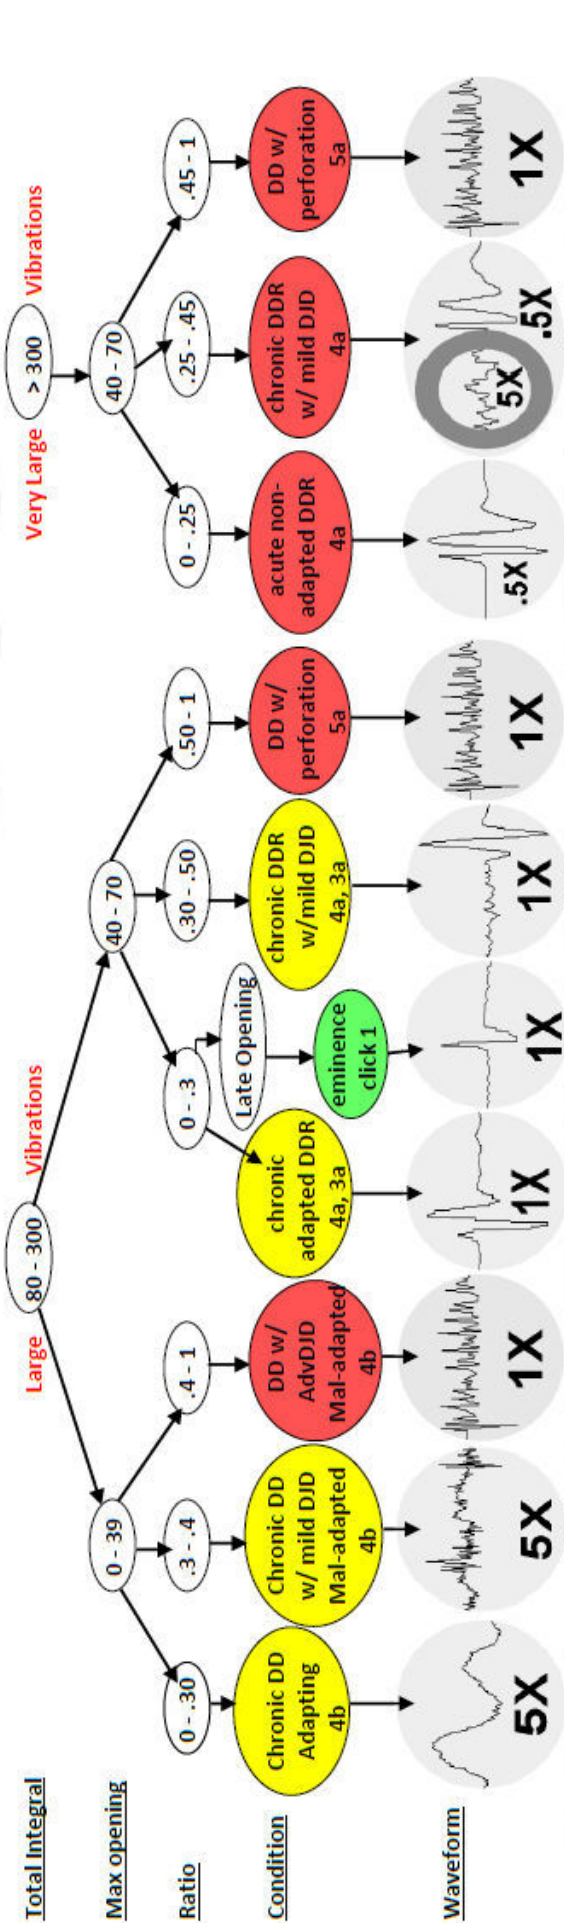 Total Integral
Large
80 - 300
Vibrations
Very Large
> 300
Vibrations
Max opening
0 - 39
40 - 70
40 - 70
Ratio
0 - .30
.3 - .4
.4 - 1
0 - .3
.30 - .50
.50 - 1
0 - .25
.25 - .45
.45 - 1
Late Opening
Condition
Chronic DD
Adapting
4b
Chronic DD
w/ mild DJD
Mal-adapted
4b
DD w/
AdvDJD
Mal-adapted
4b
chronic
adapted DDR
4a, 3a
eminence
click 1
chronic DDR
w/mild DJD
4a, 3a
DD w/
perforation
5a
acute non-
adapted DDR
4a
chronic DDR
w/ mild DJD
4a
DD w/
perforation
5a
Waveform
5X
5X
1X
1X
1X
1X
1X
.5X
5X
.5X
1X